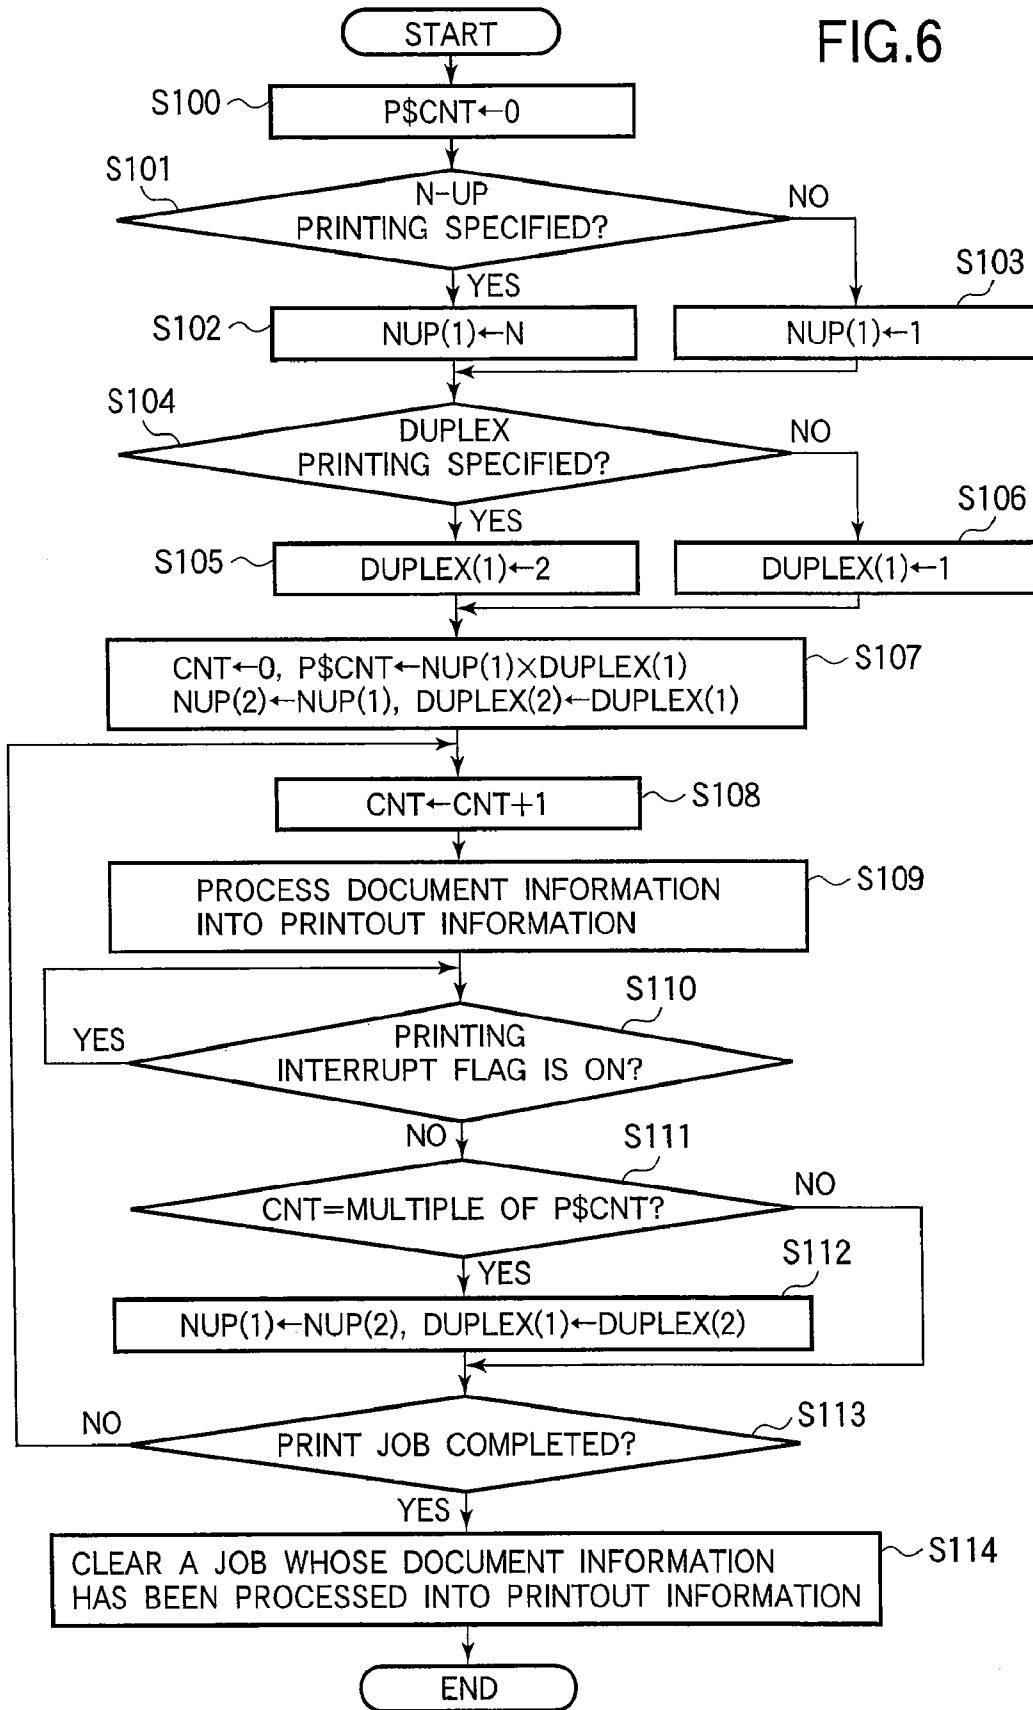 START
FIG.6
S100
P$CNT←0
S101
N-UP
PRINTING SPECIFIED?
NO
YES
S103
S102
NUP(1)←N
NUP(1)←1
S104
DUPLEX
PRINTING SPECIFIED?
NO
YES
S106
S105
DUPLEX(1)←2
DUPLEX(1)←1
CNT←0, P$CNT←NUP(1)×DUPLEX(1)
NUP(2)←NUP(1), DUPLEX(2)←DUPLEX(1)
S107
CNT←CNT+1
S108
PROCESS DOCUMENT INFORMATION
INTO PRINTOUT INFORMATION
S109
S110
PRINTING
INTERRUPT FLAG IS ON?
YES
NO
S111
CNT=MULTIPLE OF P$CNT?
NO
YES
S112
NUP(1)←NUP(2), DUPLEX(1)←DUPLEX(2)
NO
S113
PRINT JOB COMPLETED?
YES
CLEAR A JOB WHOSE DOCUMENT INFORMATION
HAS BEEN PROCESSED INTO PRINTOUT INFORMATION
S114
END